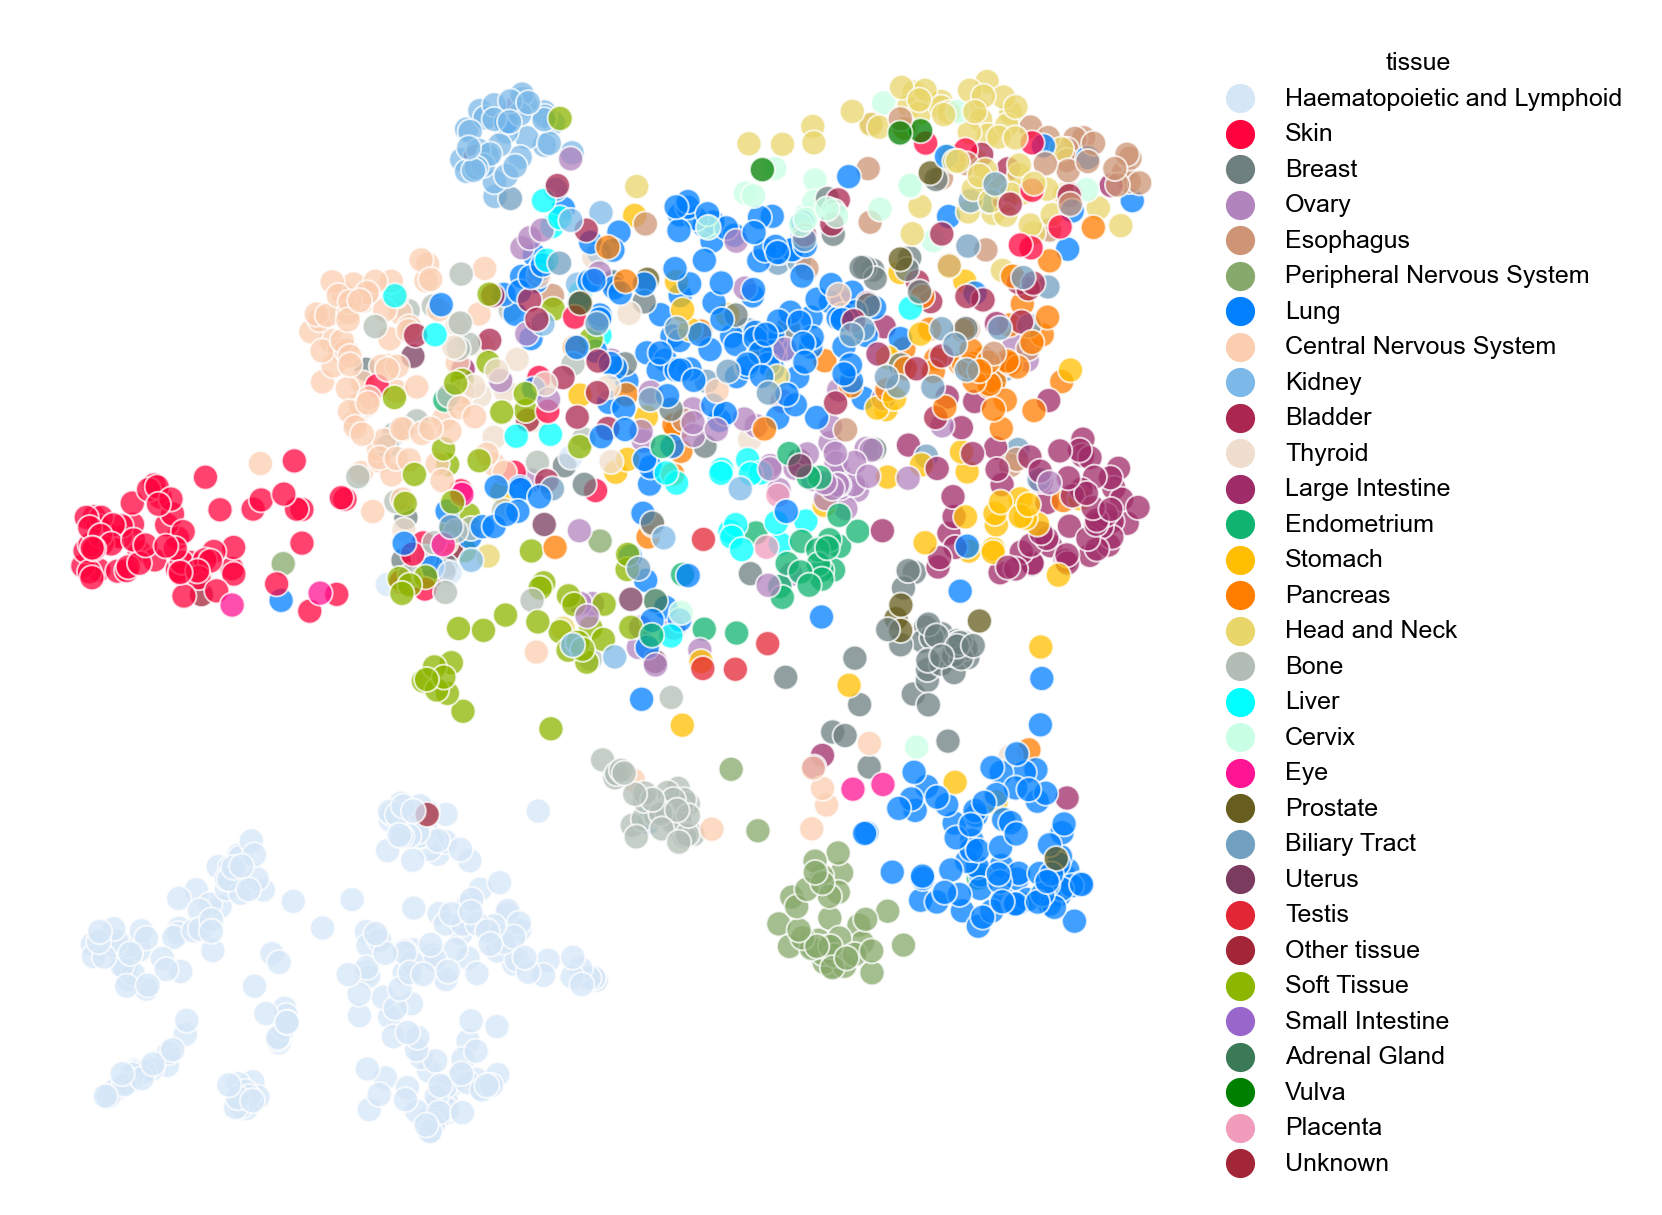 tissue
Haematopoietic and Lymphoid
Skin
Breast
Ovary
Esophagus
Peripheral Nervous System
Lung
Central Nervous System
Kidney
Bladder
Thyroid
Large Intestine
Endometrium
Stomach
Pancreas
Head and Neck
Bone
Liver
Cervix
Eye
Prostate
Biliary Tract
Uterus
Testis
Other tissue
Soft Tissue
Small Intestine
Adrenal Gland
Vulva
Placenta
Unknown